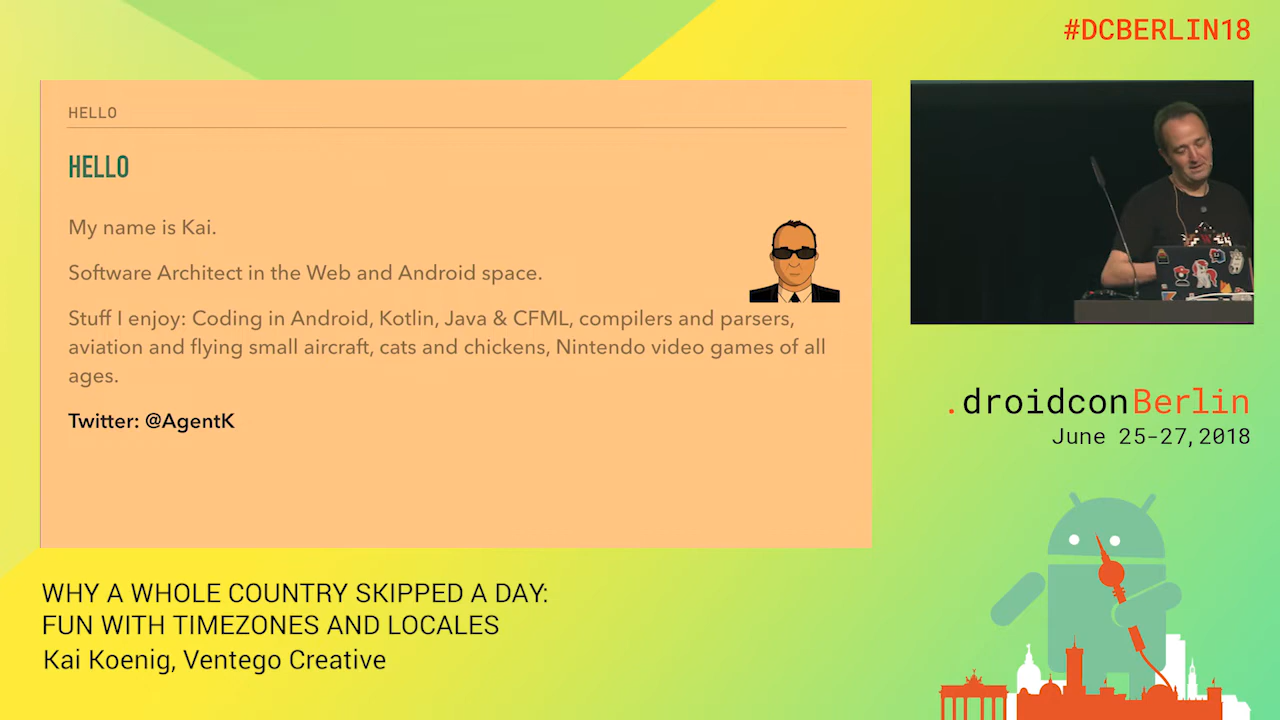 #DCBERLIN18
HELLO
HELLO
My name is Kai.
Software Architect in the Web and Android space.
Stuff I enjoy: Coding in Android, Kotlin, Java & CFML, compilers and parsers,
aviation and flying small aircraft, cats and chickens, Nintendo video games of all
ages.
Twitter: @AgentK
.droidconBerlin
June 25-27,2018
WHY A WHOLE COUNTRY SKIPPED A DAY:
FUN WITH TIMEZONES AND LOCALES
Kai Koenig, Ventego Creative